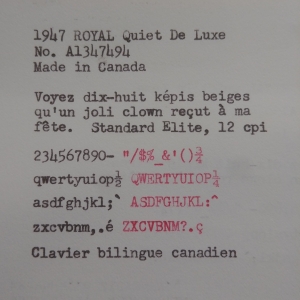 1947 ROYAL Quiet De Luxe
No. A1347494
Made in Canada
Voyez dix-huit képis beiges
qu'un joli clown reçut à ma
fête. Standard Elite, 12 cpi
234567890- "/$%_&'()¾
qwertyuiop½ QWERTYUIOP¼
asdfghjkl;` ASDFGHJKL:^
zxcvbnm,.é ZXCVBNM?.ç
Clavier bilingue canadien